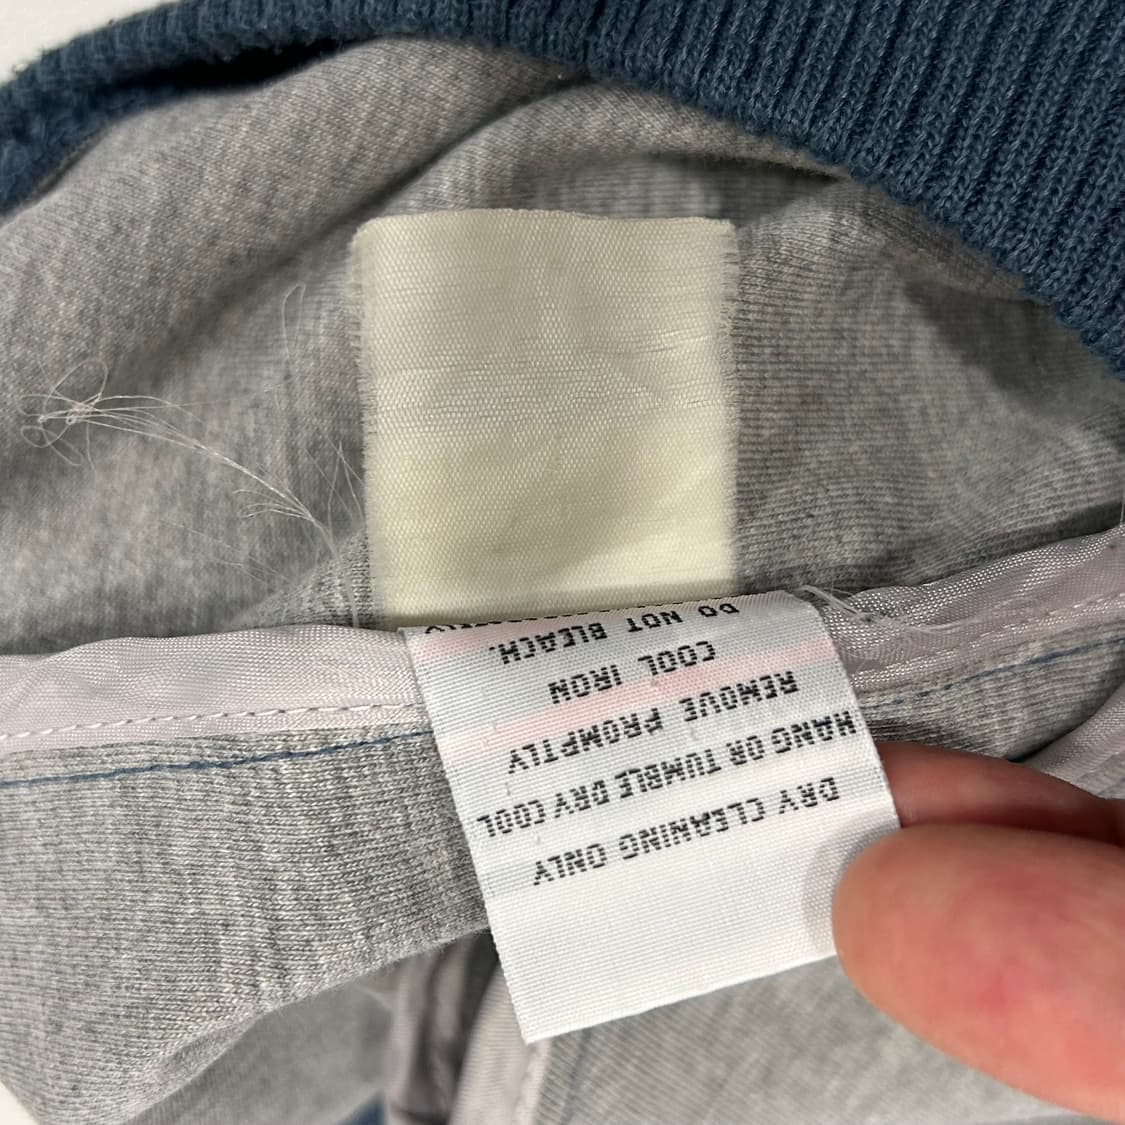 DRY CLEANING ONLY
HANG OR TUMBLE DRY COOL
REMOVE PROMPTLY
COOL IRON
DO NOT BLEACH.